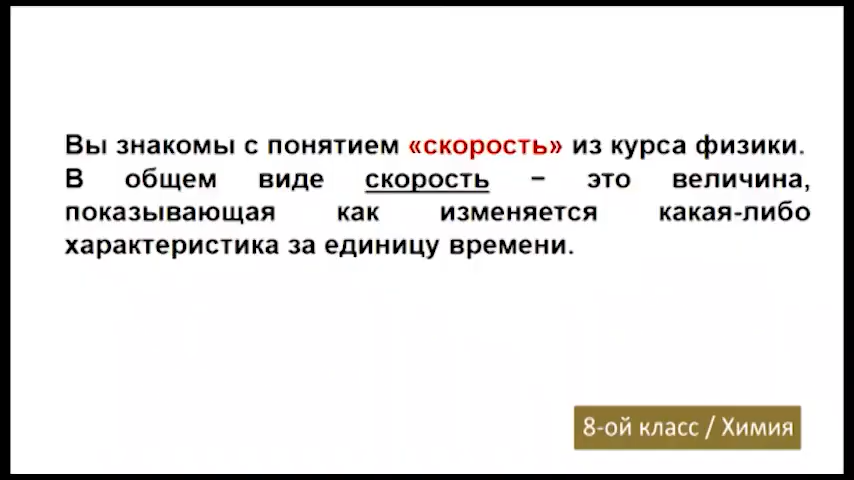 Вы знакомы с понятием «скорость» из курса физики.
В общем виде скорость – это величина,
показывающая как изменяется какая-либо
характеристика за единицу времени.
8-ой класс / Химия